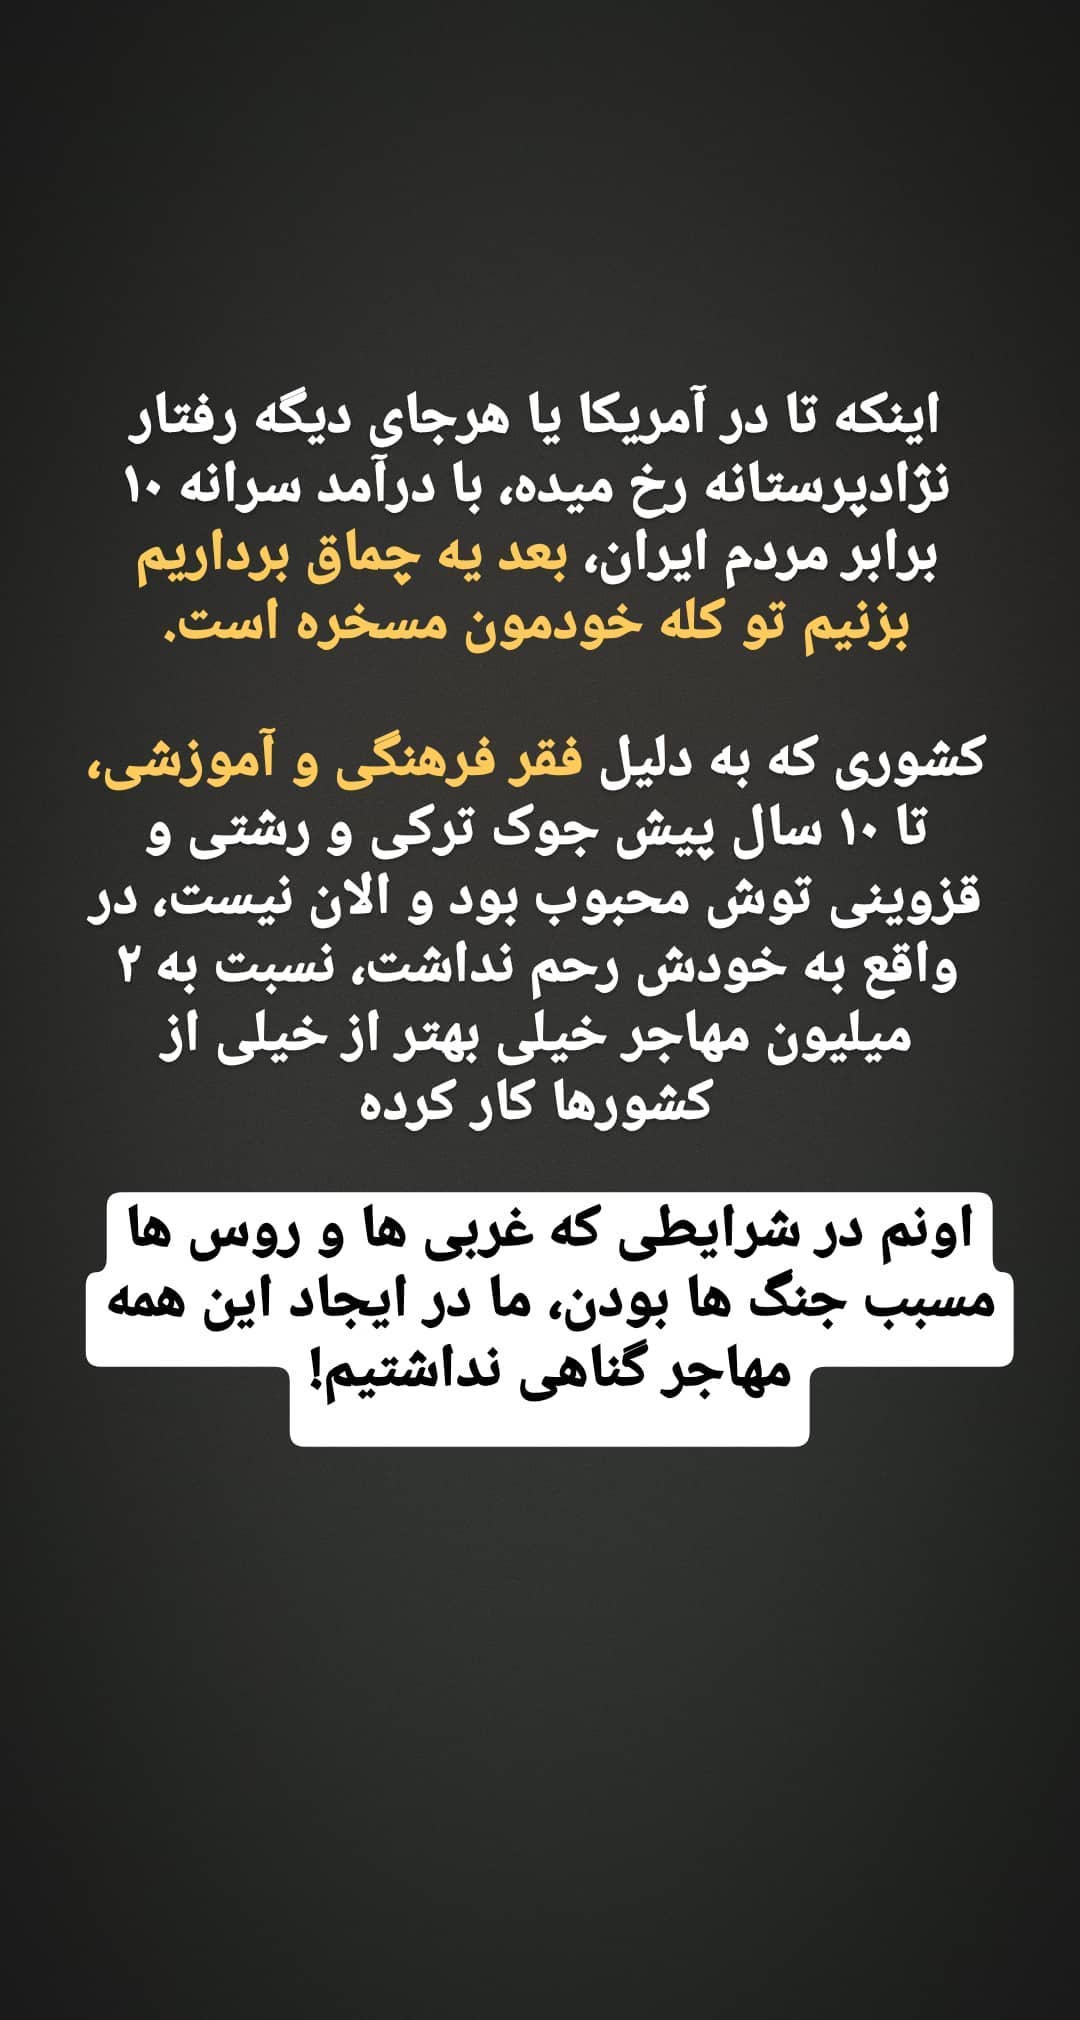 اینکه تا در آمریکا یا هرجای دیگه رفتار
نژادپرستانه رخ میده، با درآمد سرانه ۱۰
برابر مردم ایران، بعد یه چماق برداریم
بزنیم تو کله خودمون مسخره است.
کشوری که به دلیل فقر فرهنگی و آموزشی،
تا ۱۰ سال پیش جوک ترکی و رشتی و
قزوینی توش محبوب بود و الان نیست، در
واقع به خودش رحم نداشت، نسبت به ۲
میلیون مهاجر خیلی بهتر از خیلی از
کشورها کار کرده
اونم در شرایطی که غربی ها و روس ها
مسبب جنگ ها بودن، ما در ایجاد این همه
مهاجر گناهی نداشتیم!